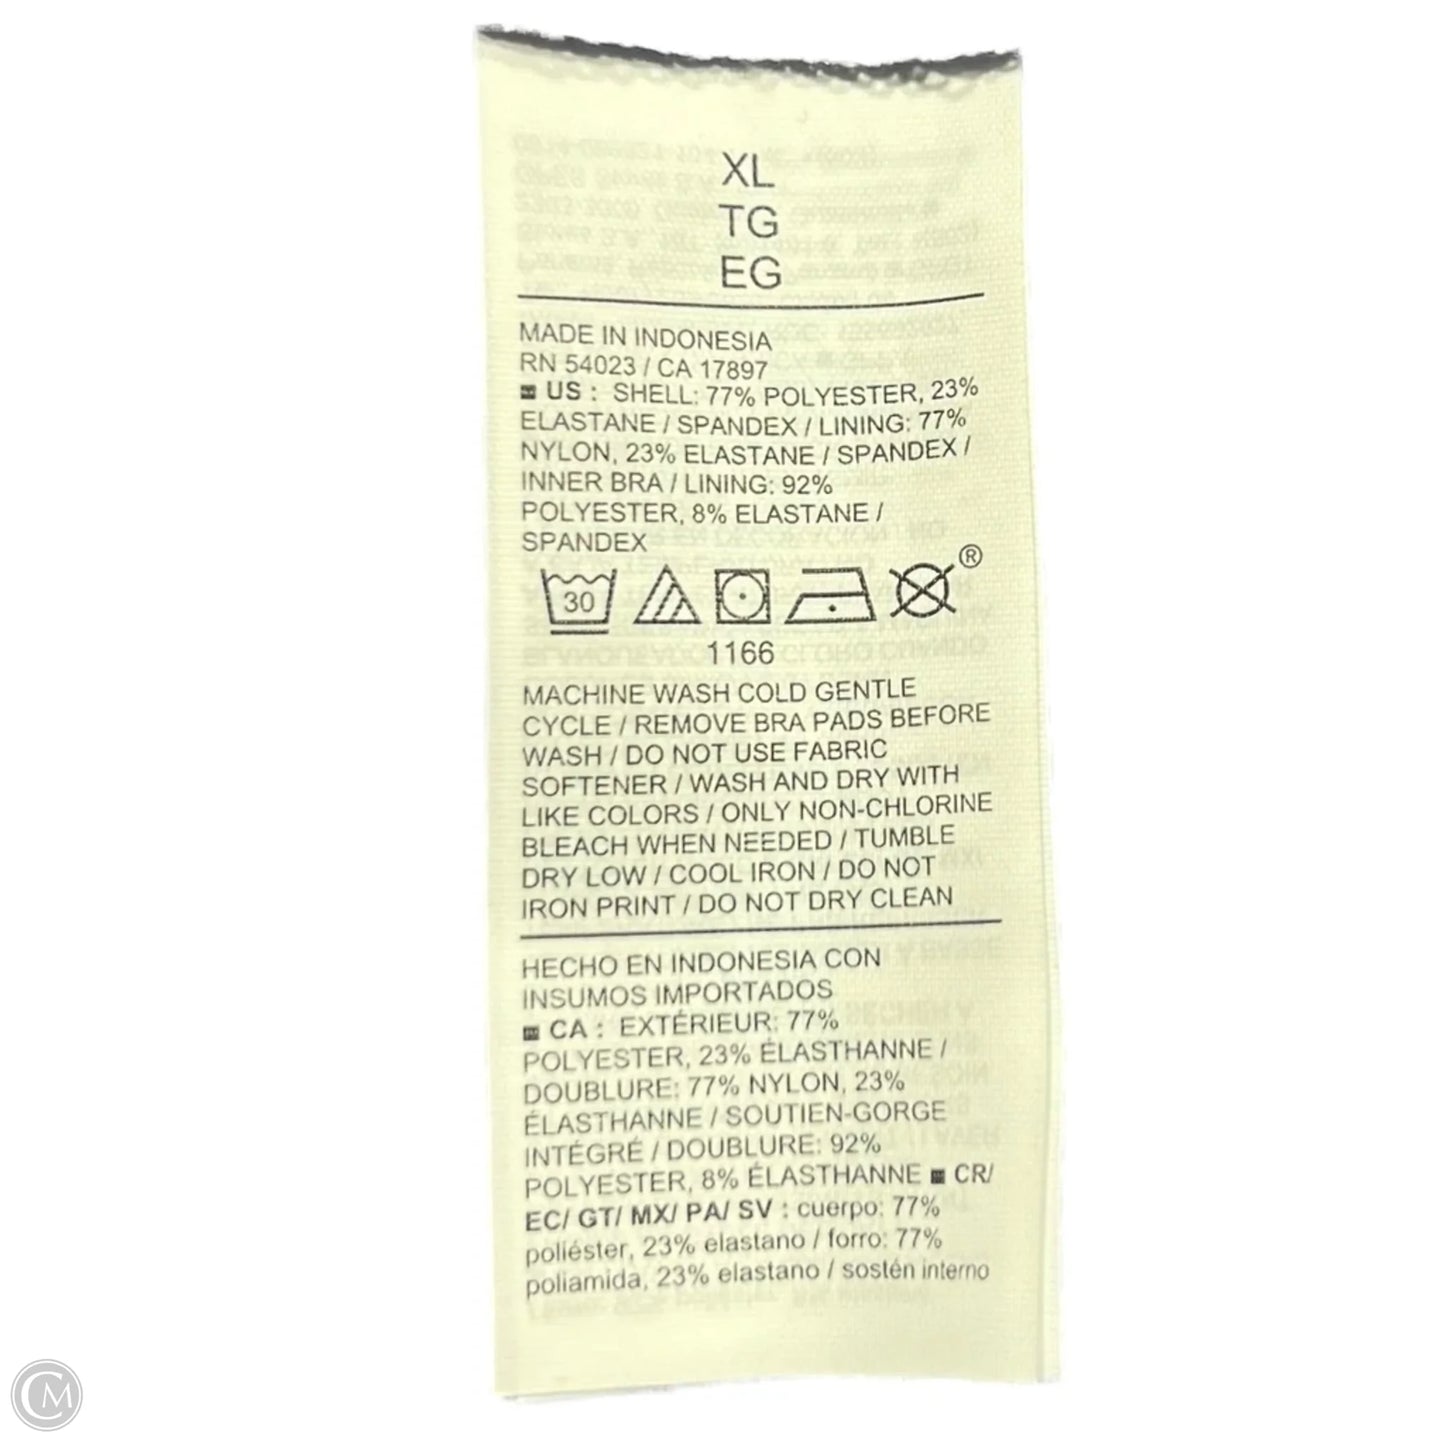 XL
TG
EG
MADE IN INDONESIA
RN 54023 / CA 17897
US : SHELL: 77% POLYESTER, 23%
ELASTANE / SPANDEX / LINING: 77%
NYLON, 23% ELASTANE / SPANDEX /
INNER BRA / LINING: 92%
POLYESTER, 8% ELASTANE /
SPANDEX
30 ®
1166
MACHINE WASH COLD GENTLE
CYCLE / REMOVE BRA PADS BEFORE
WASH / DO NOT USE FABRIC
SOFTENER / WASH AND DRY WITH
LIKE COLORS / ONLY NON-CHLORINE
BLEACH WHEN NEEDED / TUMBLE
DRY LOW / COOL IRON / DO NOT
IRON PRINT / DO NOT DRY CLEAN
HECHO EN INDONESIA CON
INSUMOS IMPORTADOS
CA : EXTÉRIEUR: 77%
POLYESTER, 23% ÉLASTHANNE /
DOUBLURE: 77% NYLON, 23%
ÉLASTHANNE / SOUTIEN-GORGE
INTÉGRÉ / DOUBLURE: 92%
POLYESTER, 8% ÉLASTHANNE ■ CR/
EC/ GT/ MX/ PA/ SV : cuerpo: 77%
poliéster, 23% elastano / forro: 77%
poliamida, 23% elastano / sostén interno
CM